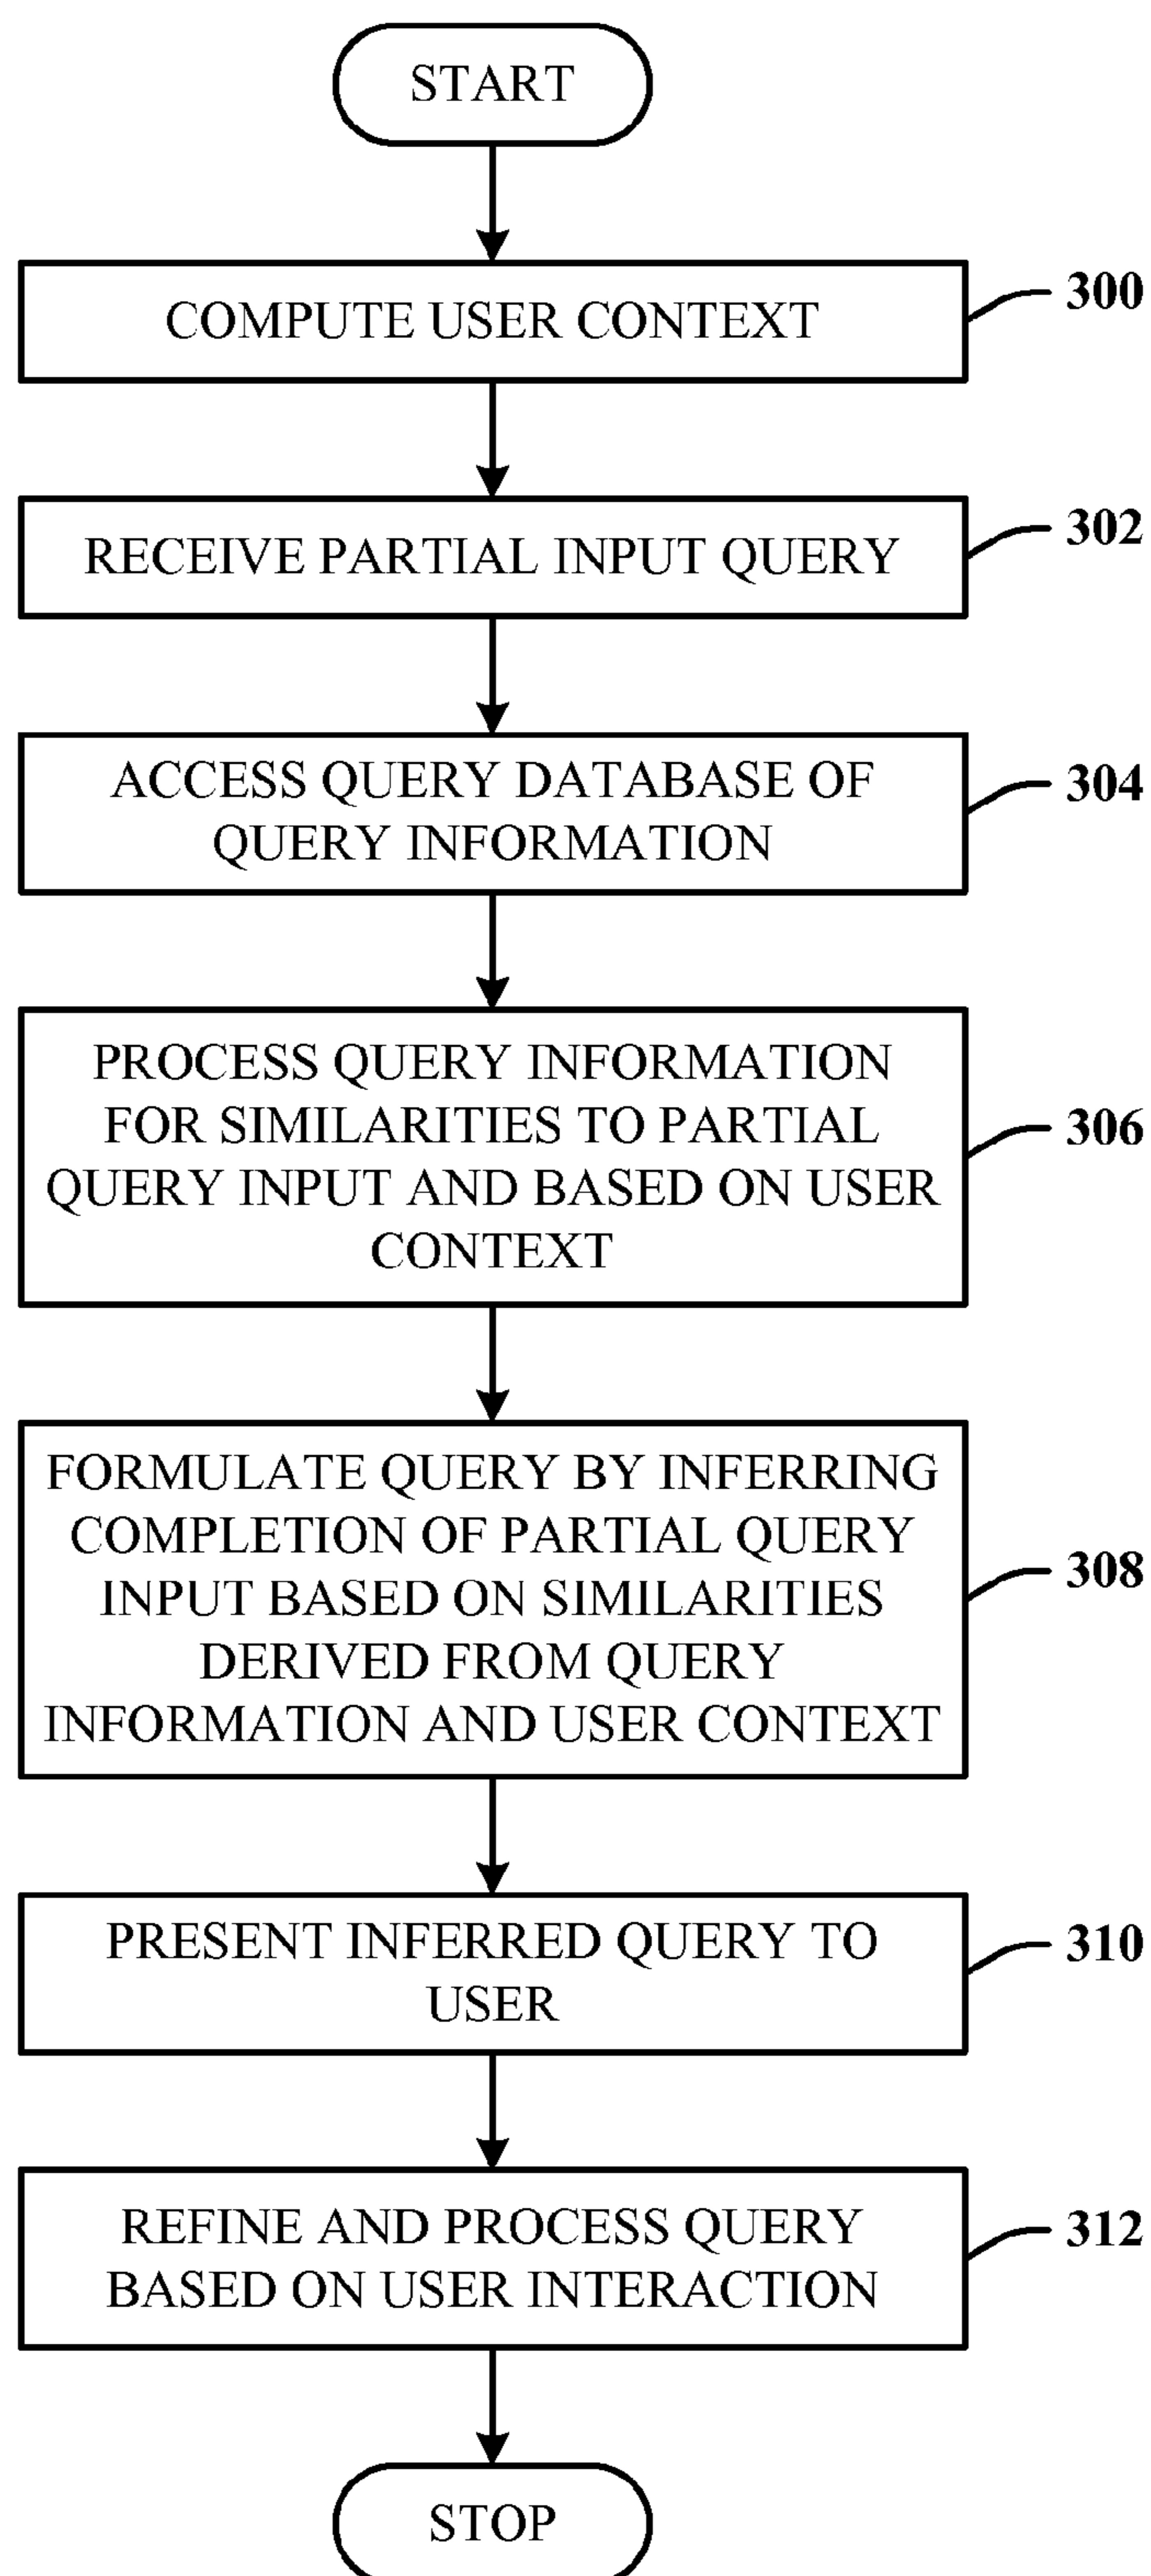 START
COMPUTE USER CONTEXT
300
RECEIVE PARTIAL INPUT QUERY
302
ACCESS QUERY DATABASE OF
QUERY INFORMATION
304
PROCESS QUERY INFORMATION
FOR SIMILARITIES TO PARTIAL
QUERY INPUT AND BASED ON USER
CONTEXT
306
FORMULATE QUERY BY INFERRING
COMPLETION OF PARTIAL QUERY
INPUT BASED ON SIMILARITIES
DERIVED FROM QUERY
INFORMATION AND USER CONTEXT
308
PRESENT INFERRED QUERY TO
USER
310
REFINE AND PROCESS QUERY
BASED ON USER INTERACTION
312
STOP